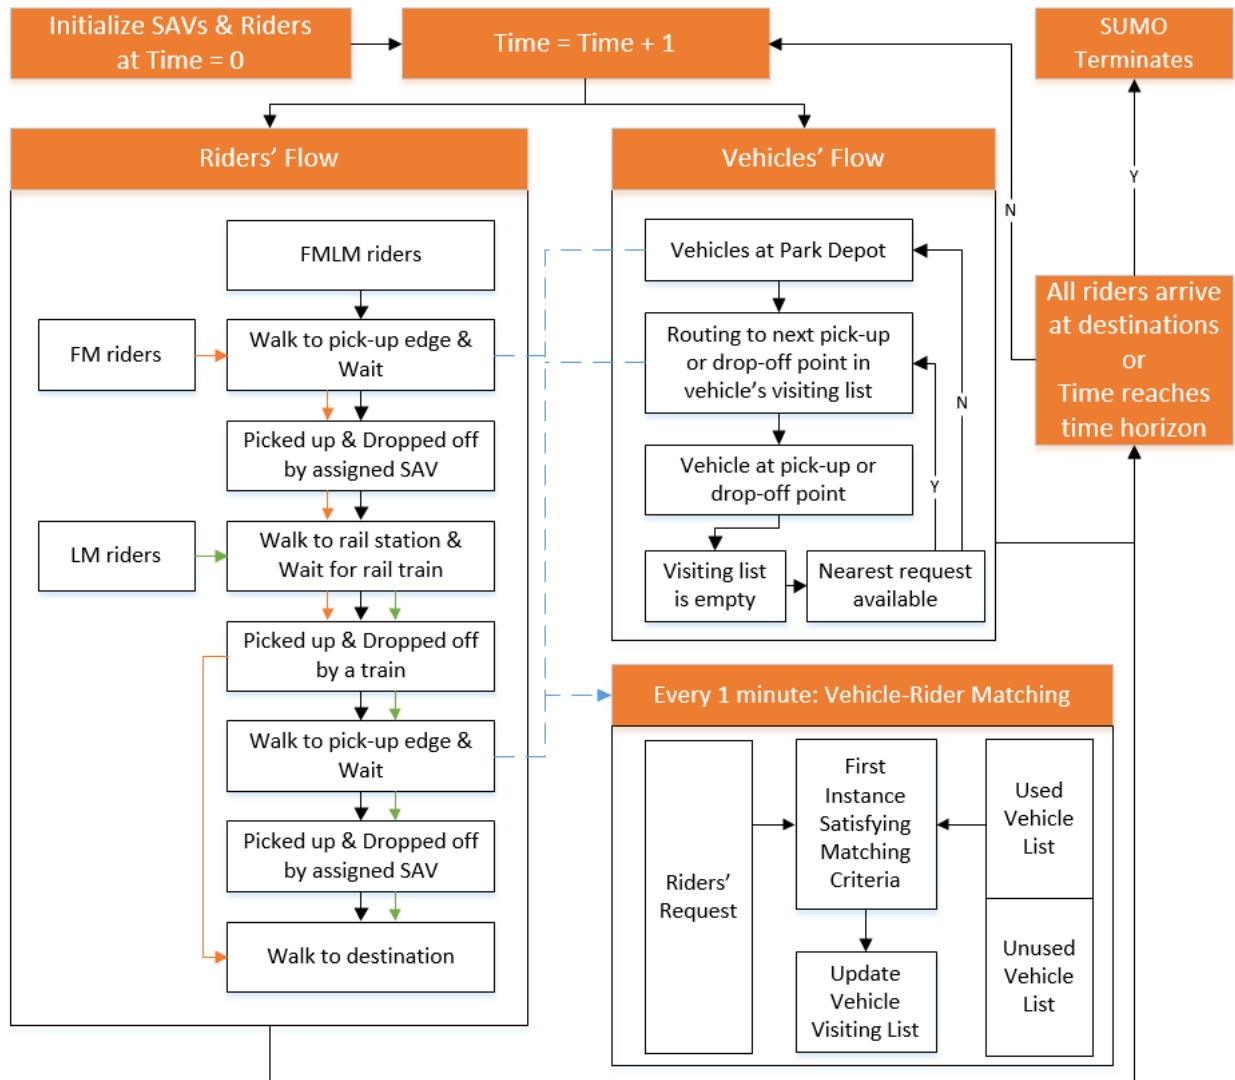 Initialize SAVs & Riders
at Time = 0
Time = Time + 1
SUMO
Terminates
Riders' Flow
Vehicles' Flow
Y
N
FMLM riders
FM riders
Walk to pick-up edge &
Wait
Picked up & Dropped off
by assigned SAV
LM riders
Walk to rail station &
Wait for rail train
Picked up & Dropped off
by a train
Walk to pick-up edge &
Wait
Picked up & Dropped off
by assigned SAV
Walk to destination
Vehicles at Park Depot
Routing to next pick-up
or drop-off point in
vehicle's visiting list
N
Vehicle at pick-up or
drop-off point
Y
Visiting list
is empty
Nearest request
available
All riders arrive
at destinations
or
Time reaches
time horizon
Every 1 minute: Vehicle-Rider Matching
Riders'
Request
First
Instance
Satisfying
Matching
Criteria
Update
Vehicle
Visiting List
Used
Vehicle
List
Unused
Vehicle
List